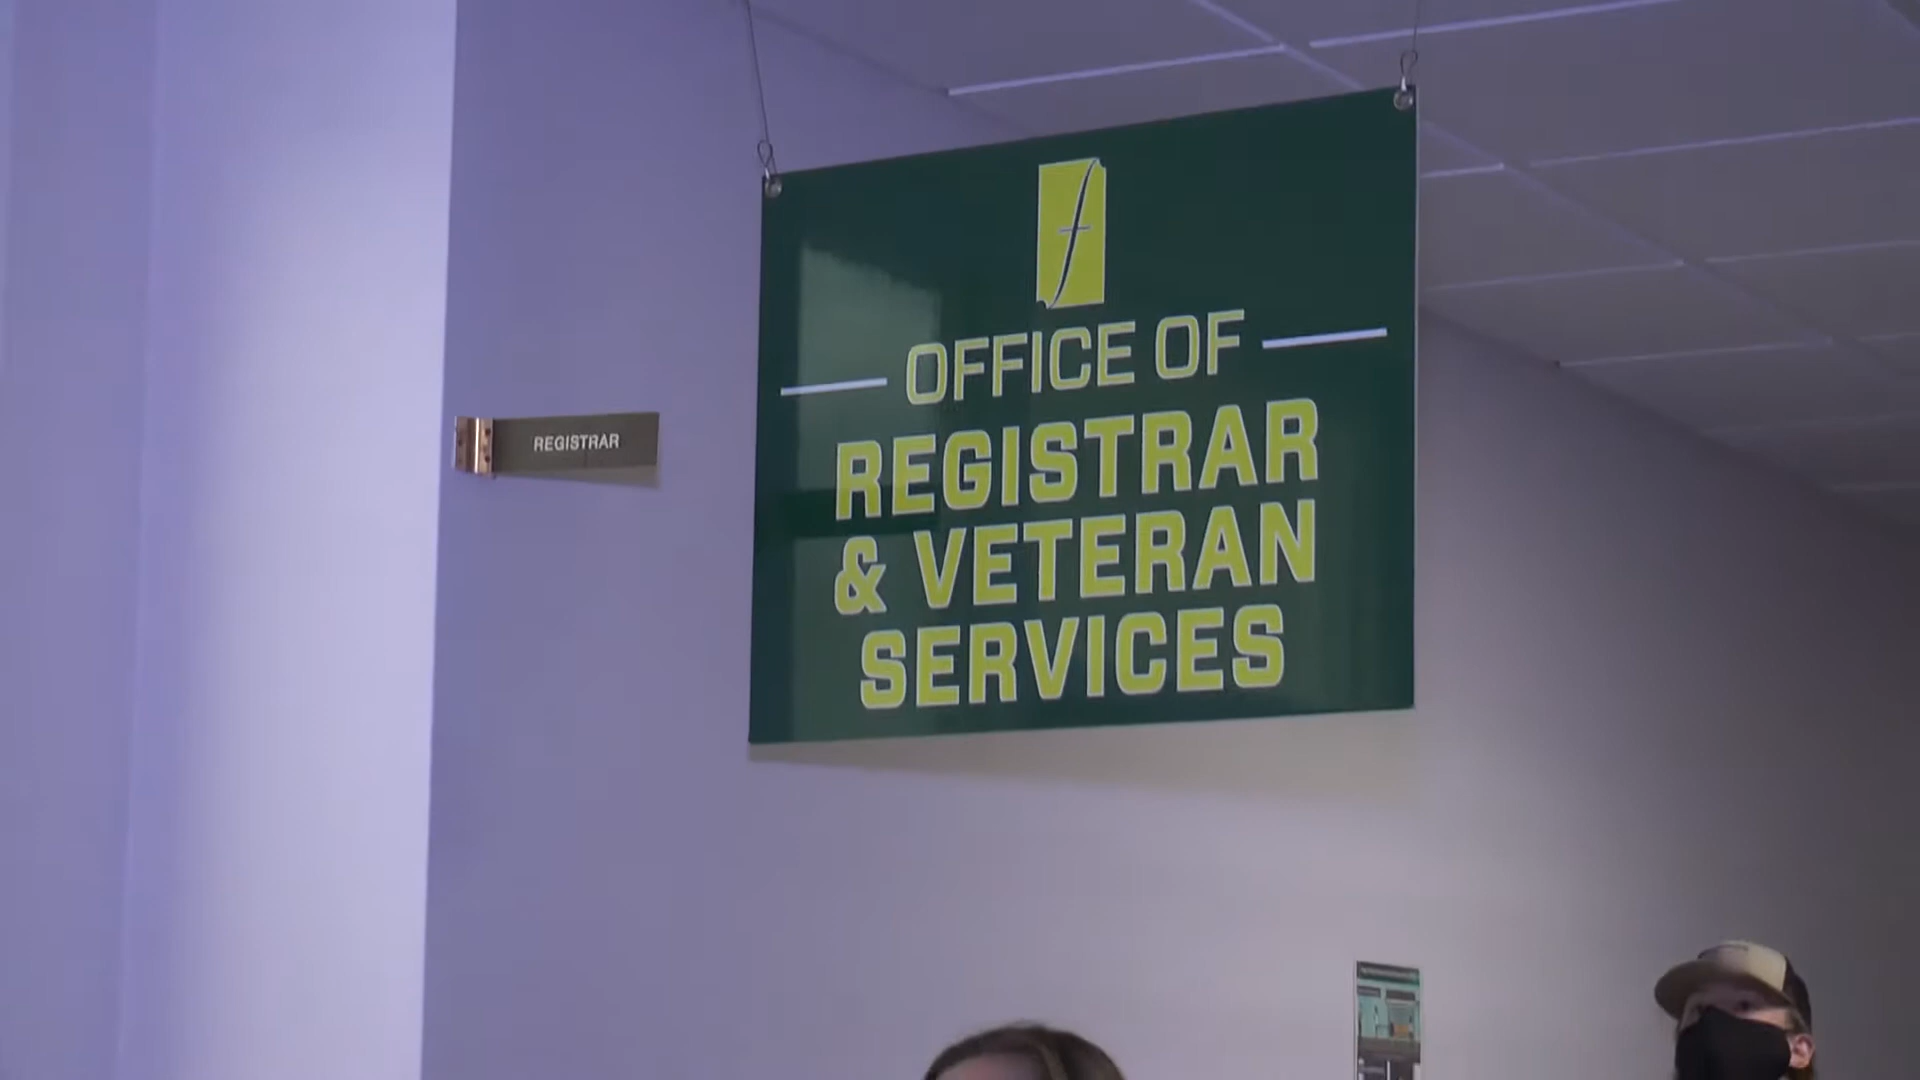 REGISTRAR
f
OFFICE OF
REGISTRAR
& VETERAN
SERVICES